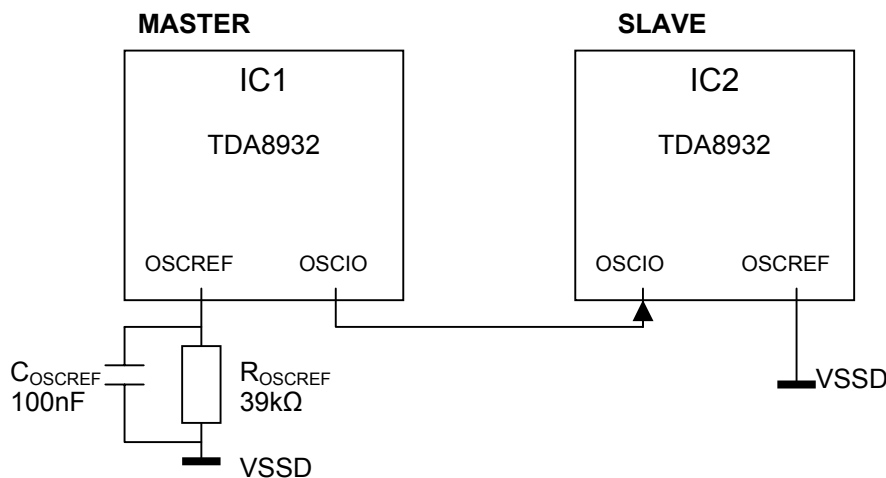 MASTER
SLAVE
IC1
IC2
TDA8932
TDA8932
OSCREF
OSCIO
OSCIO
OSCREF
COSCREF
100nF
ROSCREF
39kΩ
VSSD
VSSD